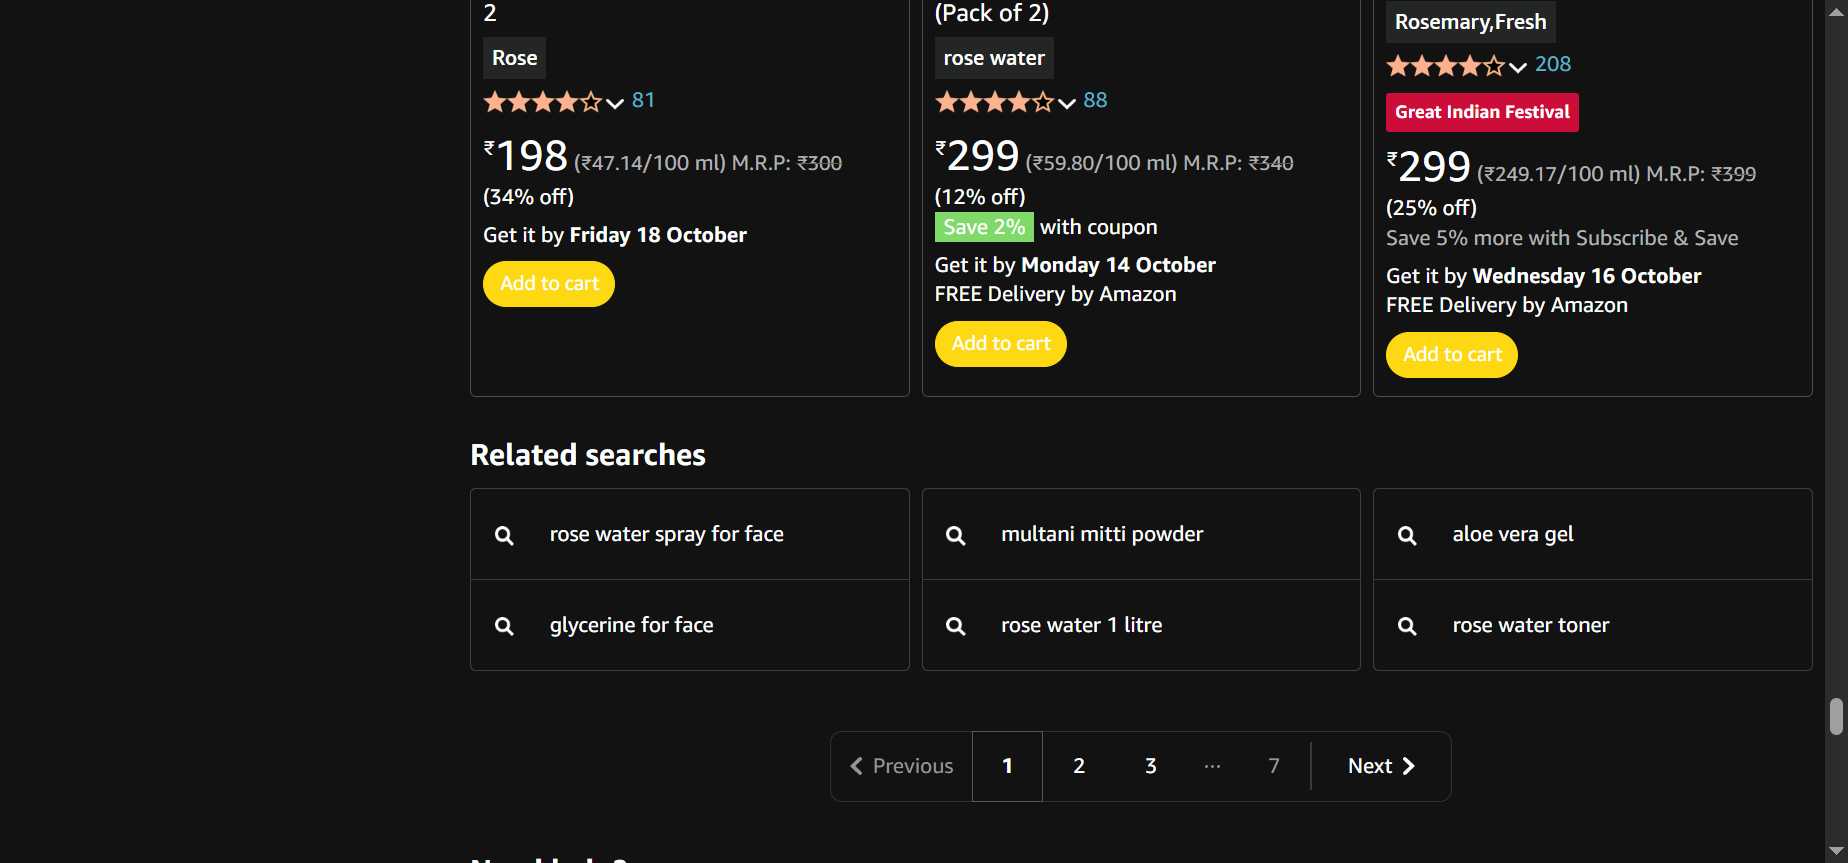 2
Rose
81
₹198 (₹47.14/100 ml) M.R.P: ₹300
(34% off)
Get it by Friday 18 October
Add to cart
(Pack of 2)
rose water
88
₹299 (₹59.80/100 ml) M.R.P: ₹340
(12% off)
Save 2% with coupon
Get it by Monday 14 October
FREE Delivery by Amazon
Add to cart
Rosemary,Fresh
208
Great Indian Festival
₹299 (₹249.17/100 ml) M.R.P: ₹399
(25% off)
Save 5% more with Subscribe & Save
Get it by Wednesday 16 October
FREE Delivery by Amazon
Add to cart
Related searches
rose water spray for face
multani mitti powder
aloe vera gel
glycerine for face
rose water 1 litre
rose water toner
Previous 1 2 3 ... 7 Next